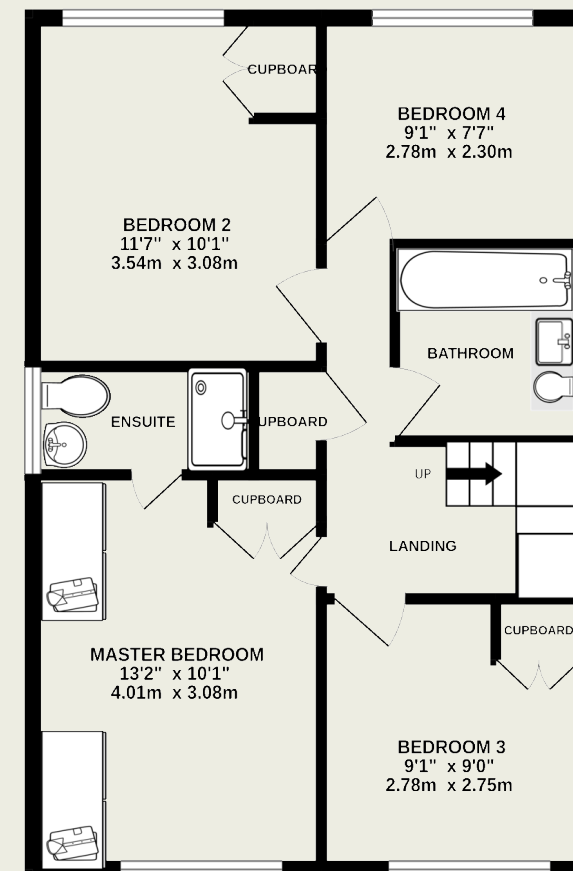 CUPBOAR
BEDROOM 4
9'1" x 7'7"
2.78m x 2.30m
BEDROOM 2
11'7" x 10'1"
3.54m x 3.08m
BATHROOM
ENSUITE
UPBOARD
UP
CUPBOARD
LANDING
CUPBOARD
MASTER BEDROOM
13'2" x 10'1"
4.01m x 3.08m
BEDROOM 3
9'1" x 9'0"
2.78m x 2.75m